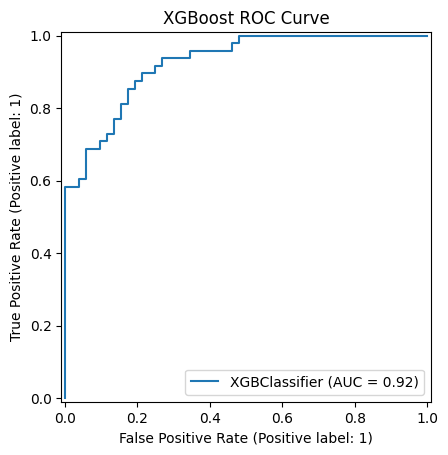 XGBoost ROC Curve
True Positive Rate (Positive label: 1)
1.0
0.8
0.6
0.4
0.2
0.0
XGBClassifier (AUC = 0.92)
0.0 0.2 0.4 0.6 0.8 1.0
False Positive Rate (Positive label: 1)